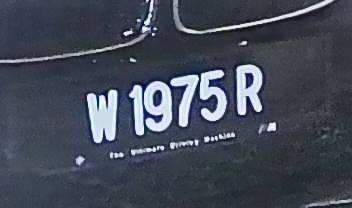 W 1975 R
The Ultimate Driving Machine